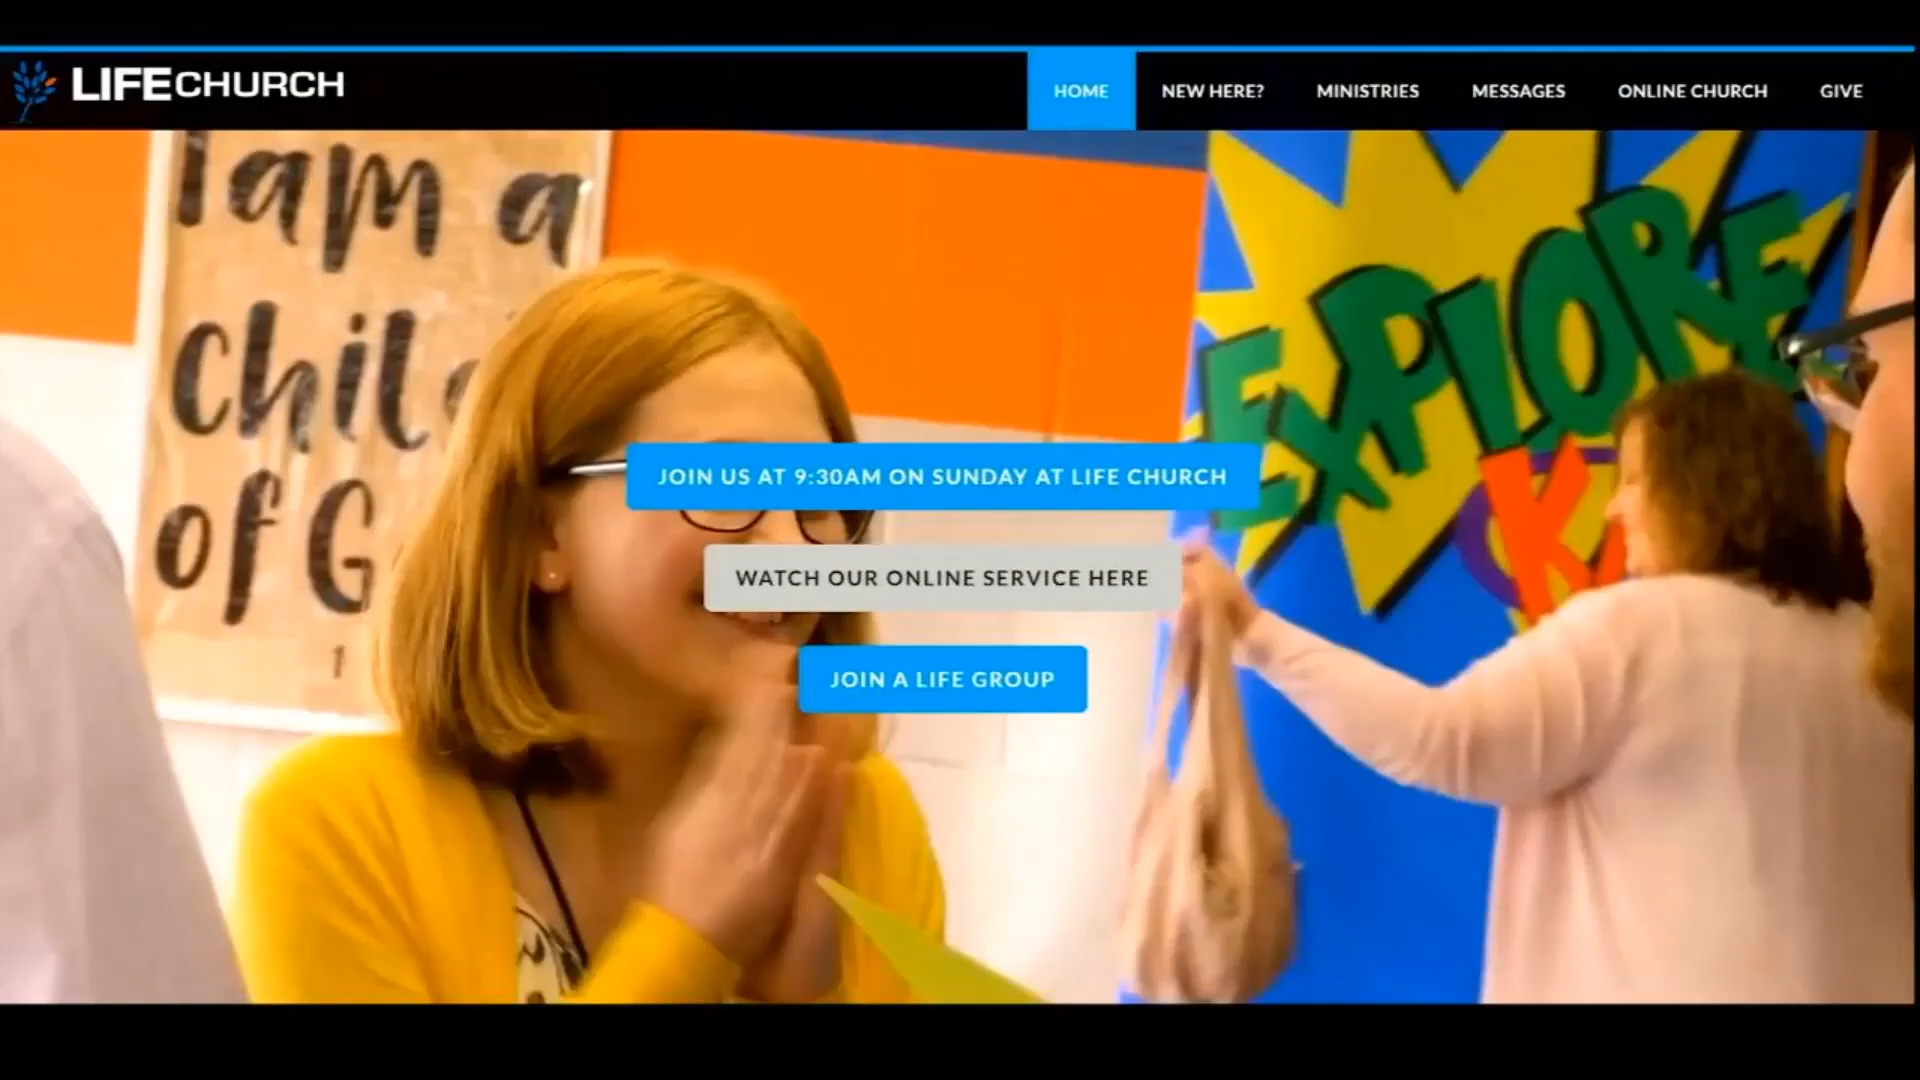 LIFECHURCH
HOME NEW HERE? MINISTRIES MESSAGES ONLINE CHURCH GIVE
I am a
of G
EXPLORE
K
JOIN US AT 9:30AM ON SUNDAY AT LIFE CHURCH
WATCH OUR ONLINE SERVICE HERE
JOIN A LIFE GROUP